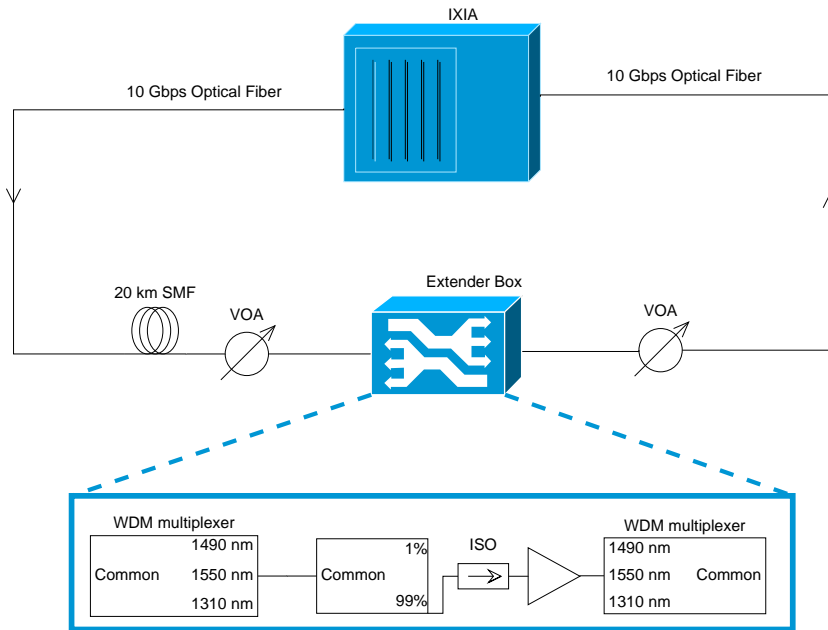 IXIA
10 Gbps Optical Fiber
10 Gbps Optical Fiber
20 km SMF
VOA
Extender Box
VOA
WDM multiplexer
1490 nm
Common
1550 nm
1310 nm
1%
Common
99%
ISO
WDM multiplexer
1490 nm
1550 nm
Common
1310 nm